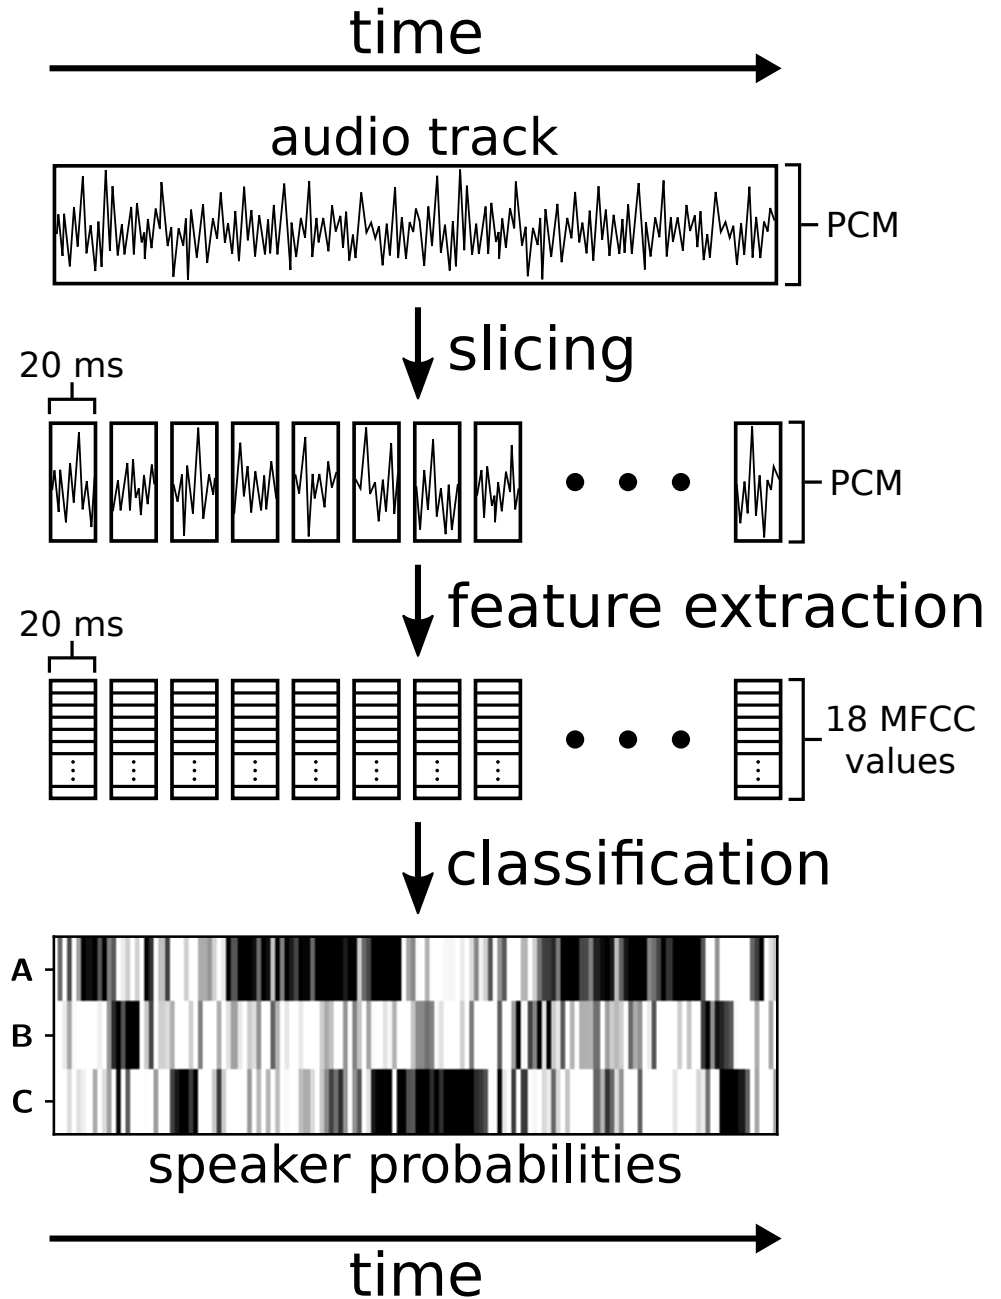 time
audio track
PCM
slicing
20 ms
PCM
feature extraction
20 ms
18 MFCC
values
classification
A
B
C
speaker probabilities
time